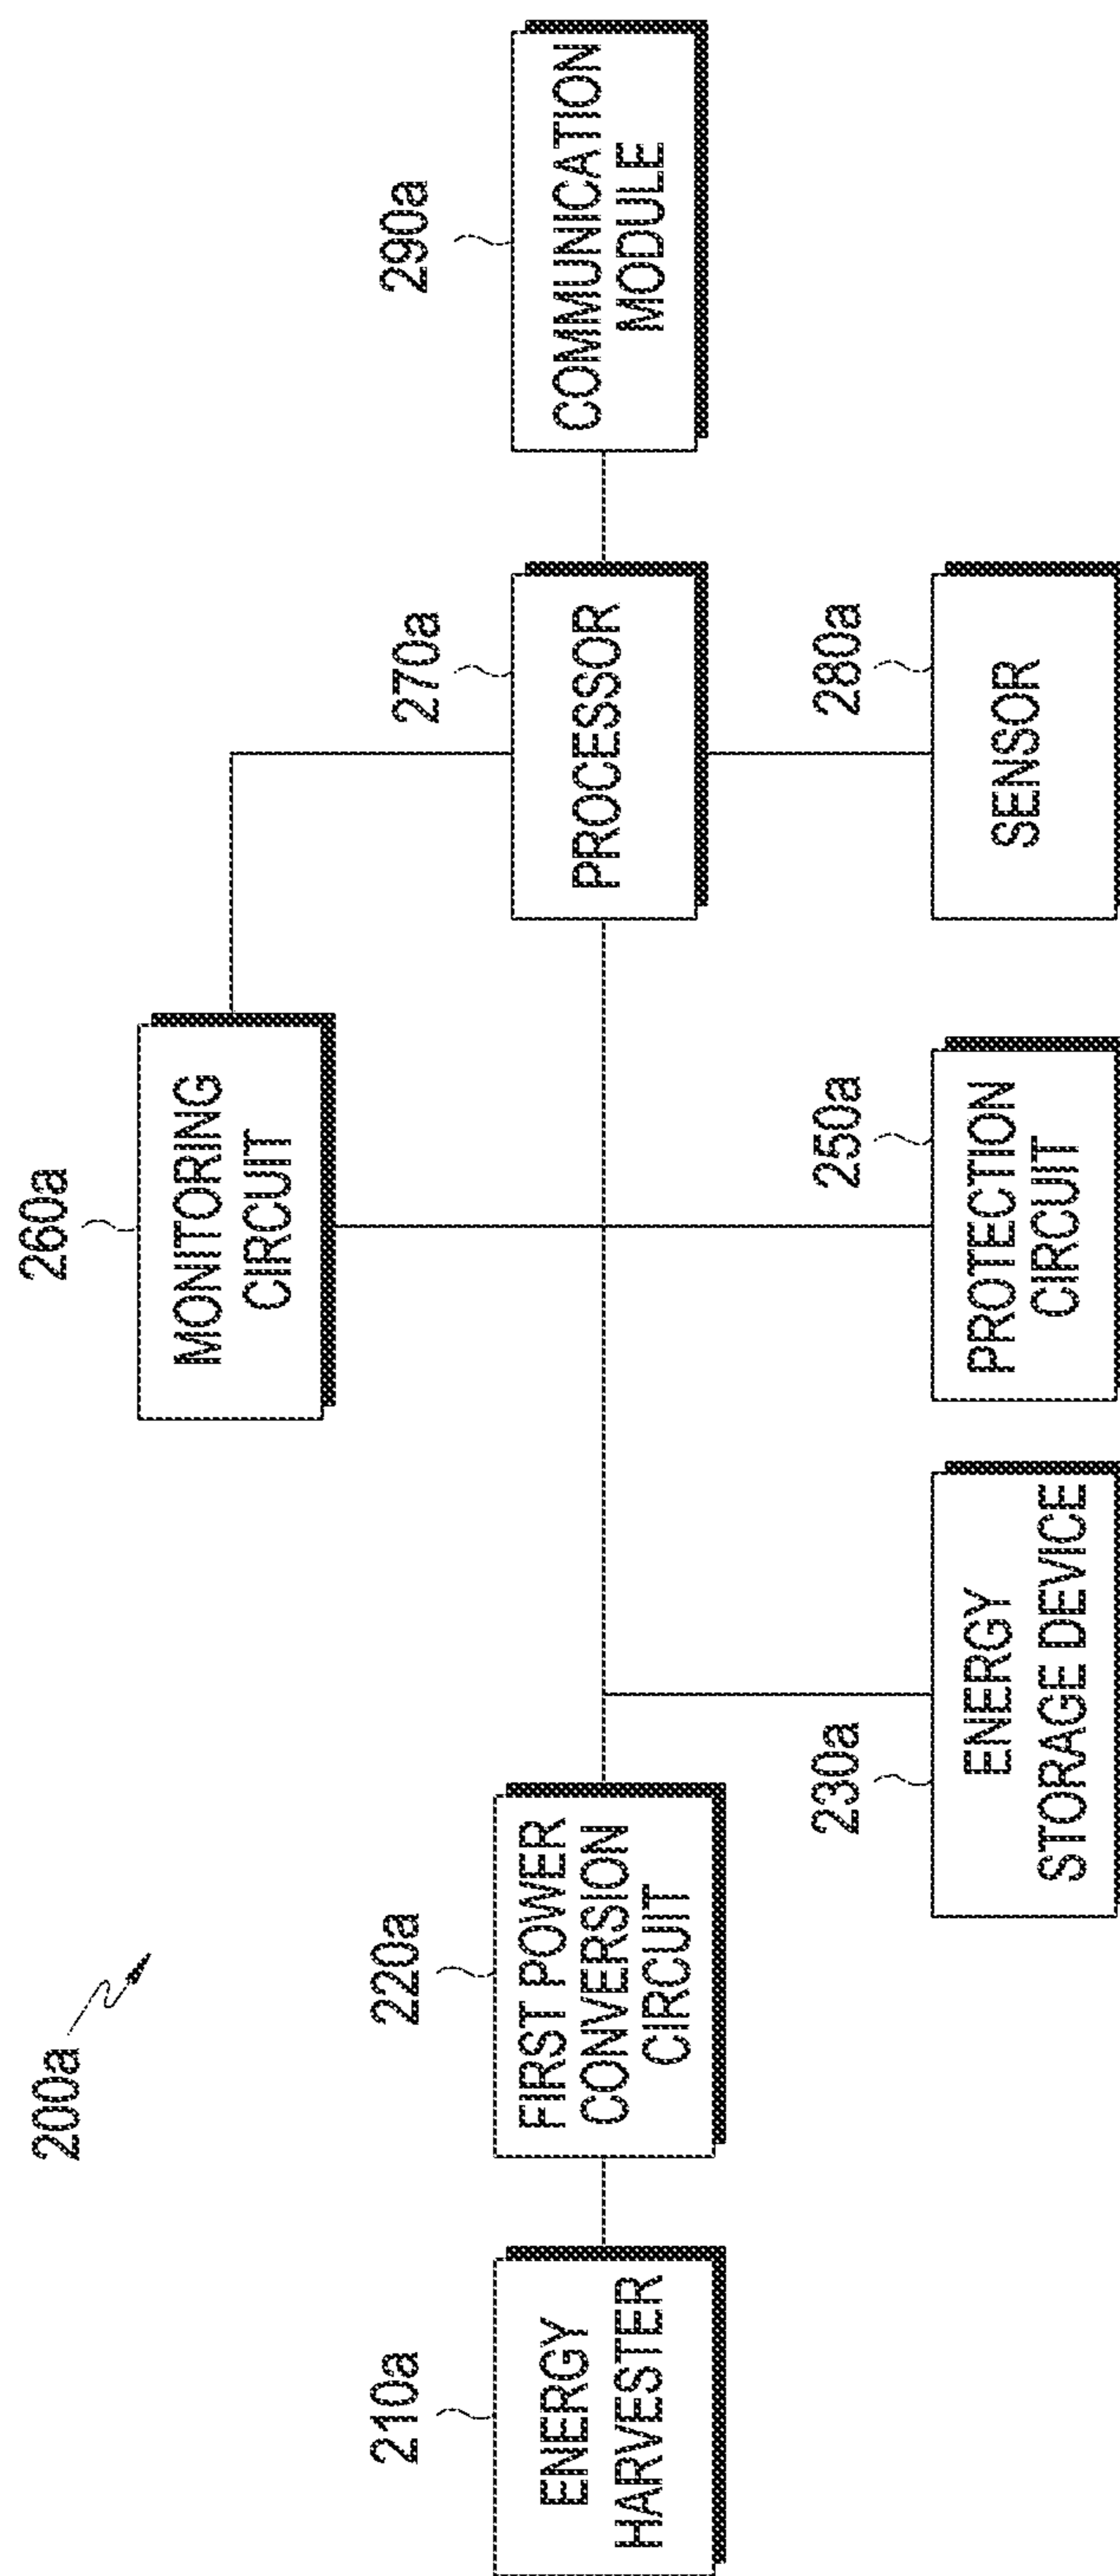 200a
260a
MONITORING
CIRCUIT
210a
ENERGY
HARVESTER
220a
FIRST POWER
CONVERSION
CIRCUIT
270a
PROCESSOR
290a
COMMUNICATION
MODULE
230a
ENERGY
STORAGE DEVICE
250a
PROTECTION
CIRCUIT
280a
SENSOR